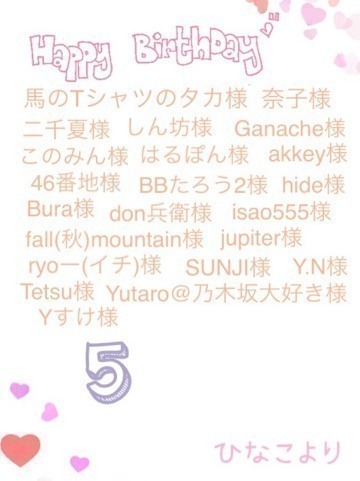 Happy Birthday
馬のTシャツのタカ様 奈子様
二千夏様 しん坊様 Ganache様
このみん様 はるぽん様 akkey様
46番地様 BBたろう2様 hide様
Bura様 don兵衛様 isao555様
fall(秋)mountain様 jupiter様
ryo一(イチ)様 SUNJI様 Y.N様
Tetsu様 Yutaro@乃木坂大好き様
Yすけ様
5
ひなこより